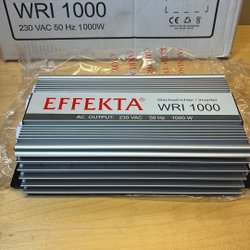 WRI 1000
230 VAC 50 Hz 1000W
EFFEKTA®
Wechselrichter / Inverter
WRI 1000
AC OUTPUT: 230 VAC 50 Hz 1000 W